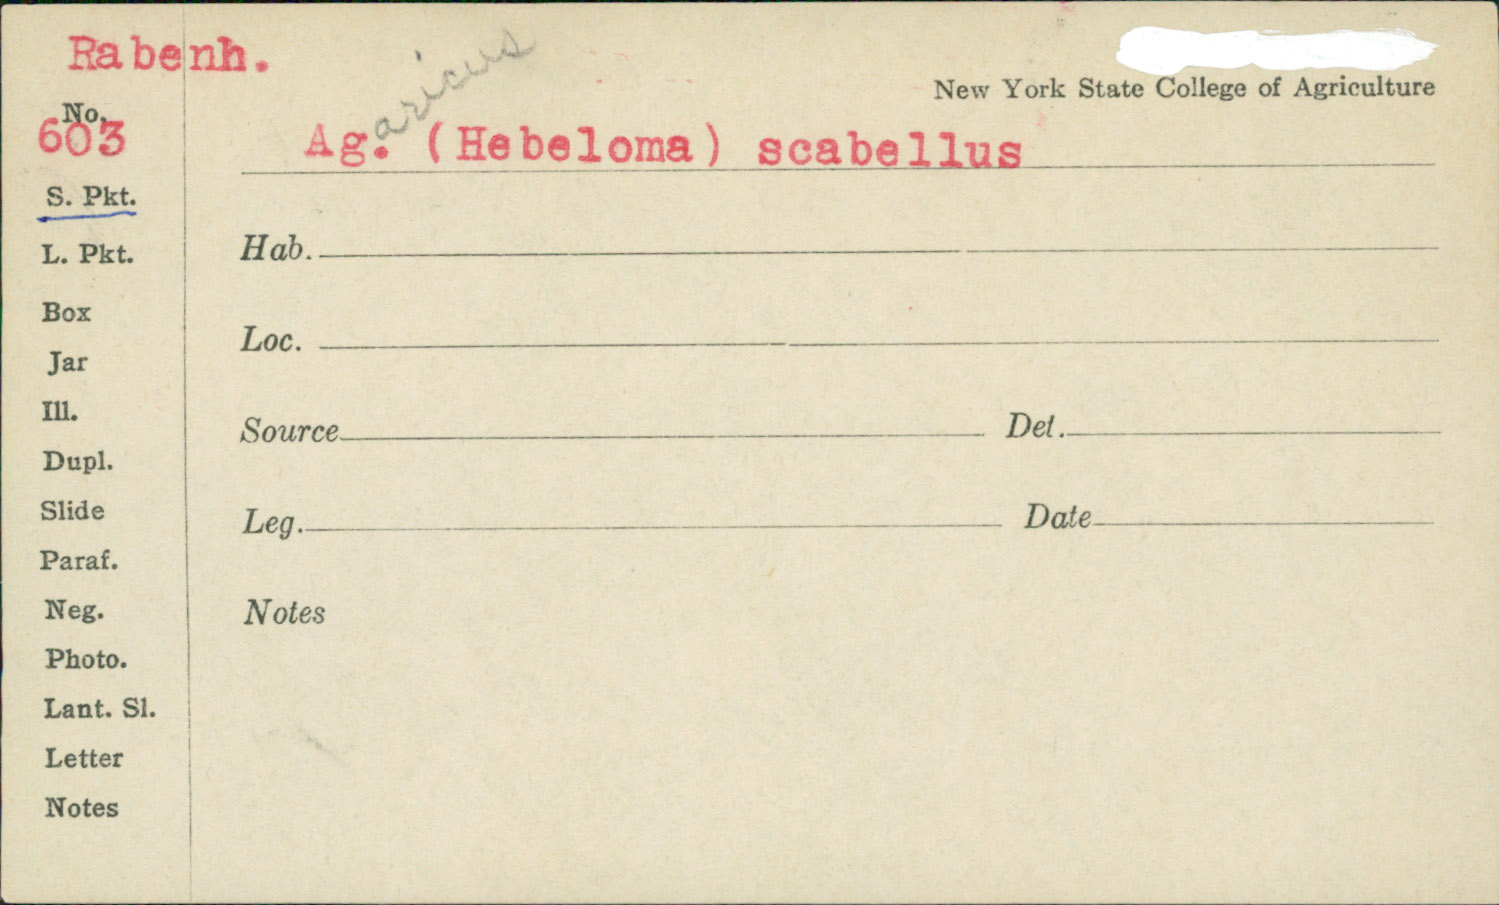 Rabenh.
New York State College of Agriculture
No.
603
aricus
Ag. (Hebeloma) scabellus
S. Pkt.
L. Pkt.
Box
Jar
Ill.
Dupl.
Slide
Paraf.
Neg.
Photo.
Lant. Sl.
Letter
Notes
Hab.
Loc.
Source Det.
Leg. Date
Notes